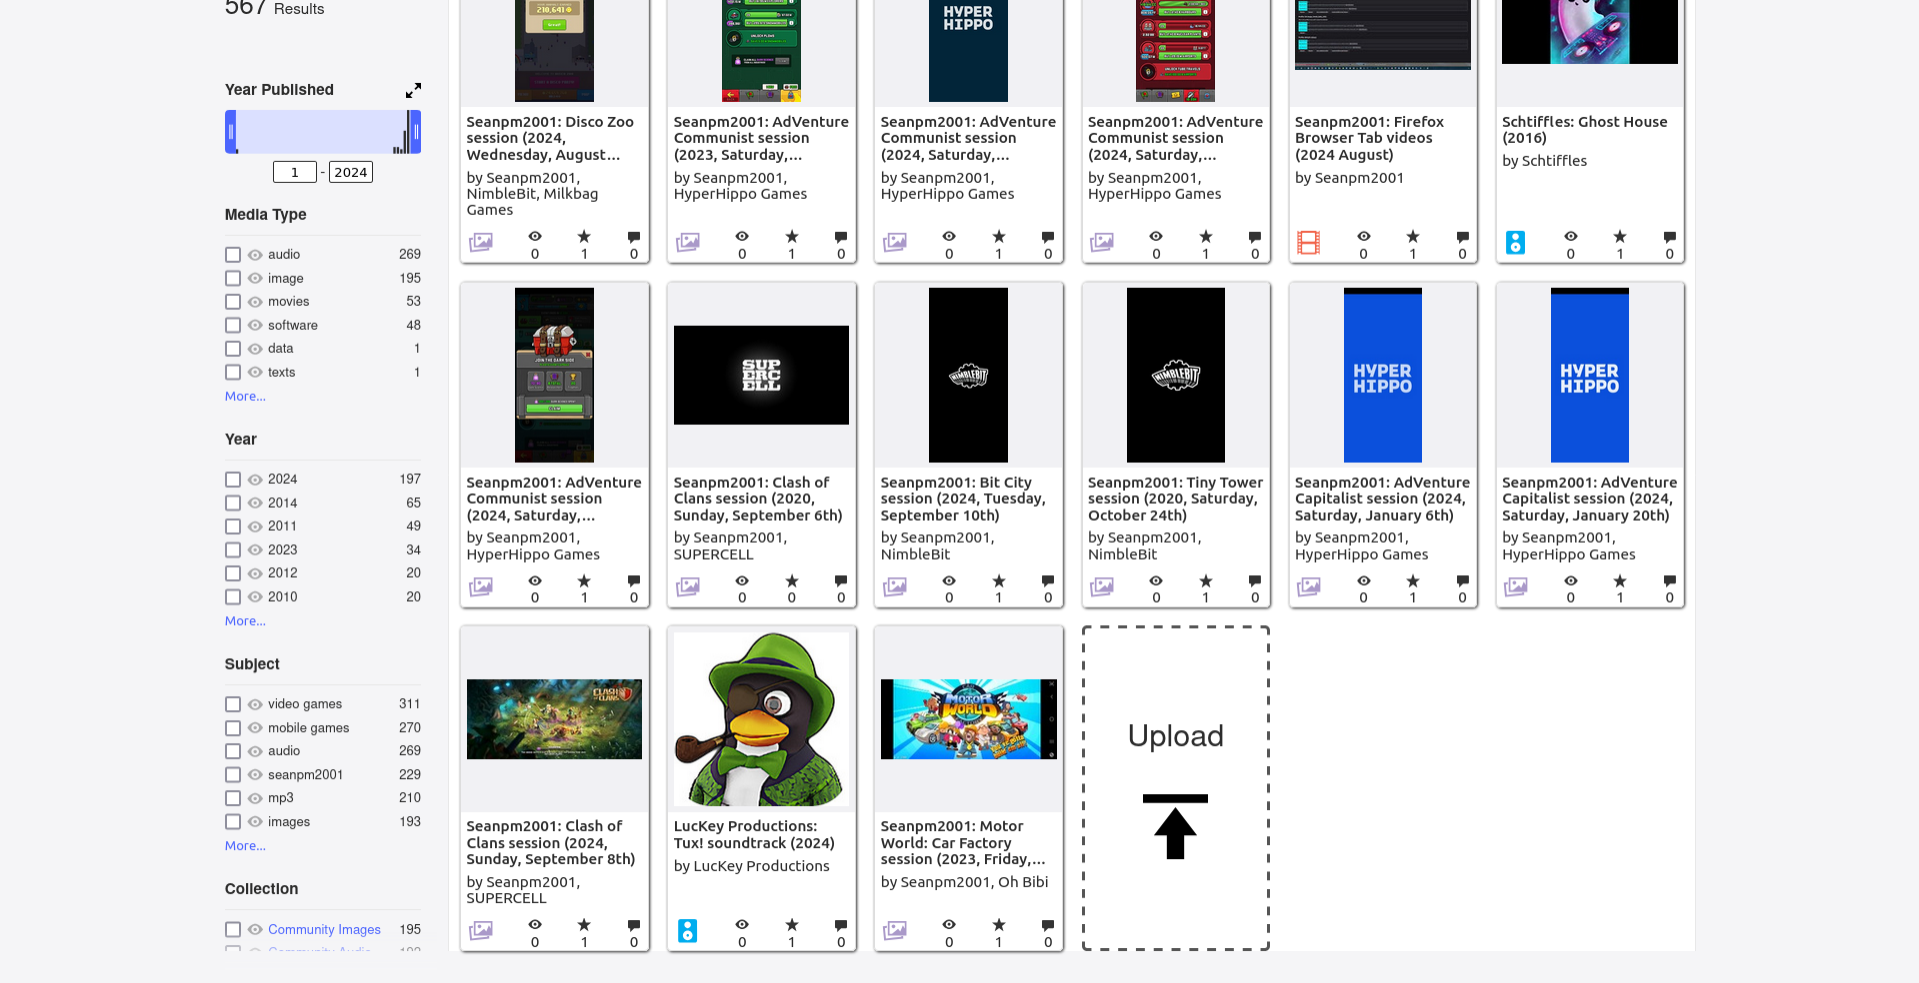 567 Results
Year Published
1 - 2024
Media Type
audio 269
image 195
movies 53
software 48
data 1
texts 1
More...
Year
2024 197
2014 65
2011 49
2023 34
2012 20
2010 20
More...
Subject
video games 311
mobile games 270
audio 269
seanpm2001 229
mp3 210
images 193
More...
Collection
Community Images 195
210,641
Seanpm2001: Disco Zoo
session (2024,
Wednesday, August...
by Seanpm2001,
NimbleBit, Milkbag
Games
0 1 0
Seanpm2001: AdVenture
Communist session
(2023, Saturday,...
by Seanpm2001,
HyperHippo Games
0 1 0
HYPER
HIPPO
Seanpm2001: AdVenture
Communist session
(2024, Saturday,...
by Seanpm2001,
HyperHippo Games
0 1 0
Seanpm2001: AdVenture
Communist session
(2024, Saturday,...
by Seanpm2001,
HyperHippo Games
0 1 0
Seanpm2001: Firefox
Browser Tab videos
(2024 August)
by Seanpm2001
0 1 0
Schtiffles: Ghost House
(2016)
by Schtiffles
0 1 0
JOIN THE DARK SIDE
Seanpm2001: AdVenture
Communist session
(2024, Saturday,...
by Seanpm2001,
HyperHippo Games
0 1 0
SUP
ERC
ELL
Seanpm2001: Clash of
Clans session (2020,
Sunday, September 6th)
by Seanpm2001,
SUPERCELL
0 0 0
NIMBLEBIT
Seanpm2001: Bit City
session (2024, Tuesday,
September 10th)
by Seanpm2001,
NimbleBit
0 1 0
NIMBLEBIT
Seanpm2001: Tiny Tower
session (2020, Saturday,
October 24th)
by Seanpm2001,
NimbleBit
0 1 0
HYPER
HIPPO
Seanpm2001: AdVenture
Capitalist session (2024,
Saturday, January 6th)
by Seanpm2001,
HyperHippo Games
0 1 0
HYPER
HIPPO
Seanpm2001: AdVenture
Capitalist session (2024,
Saturday, January 20th)
by Seanpm2001,
HyperHippo Games
0 1 0
CLASH
OF CLANS
Seanpm2001: Clash of
Clans session (2024,
Sunday, September 8th)
by Seanpm2001,
SUPERCELL
0 1 0
LucKey Productions:
Tux! soundtrack (2024)
by LucKey Productions
0 1 0
MOTOR
WORLD
Seanpm2001: Motor
World: Car Factory
session (2023, Friday,...
by Seanpm2001, Oh Bibi
0 1 0
Upload